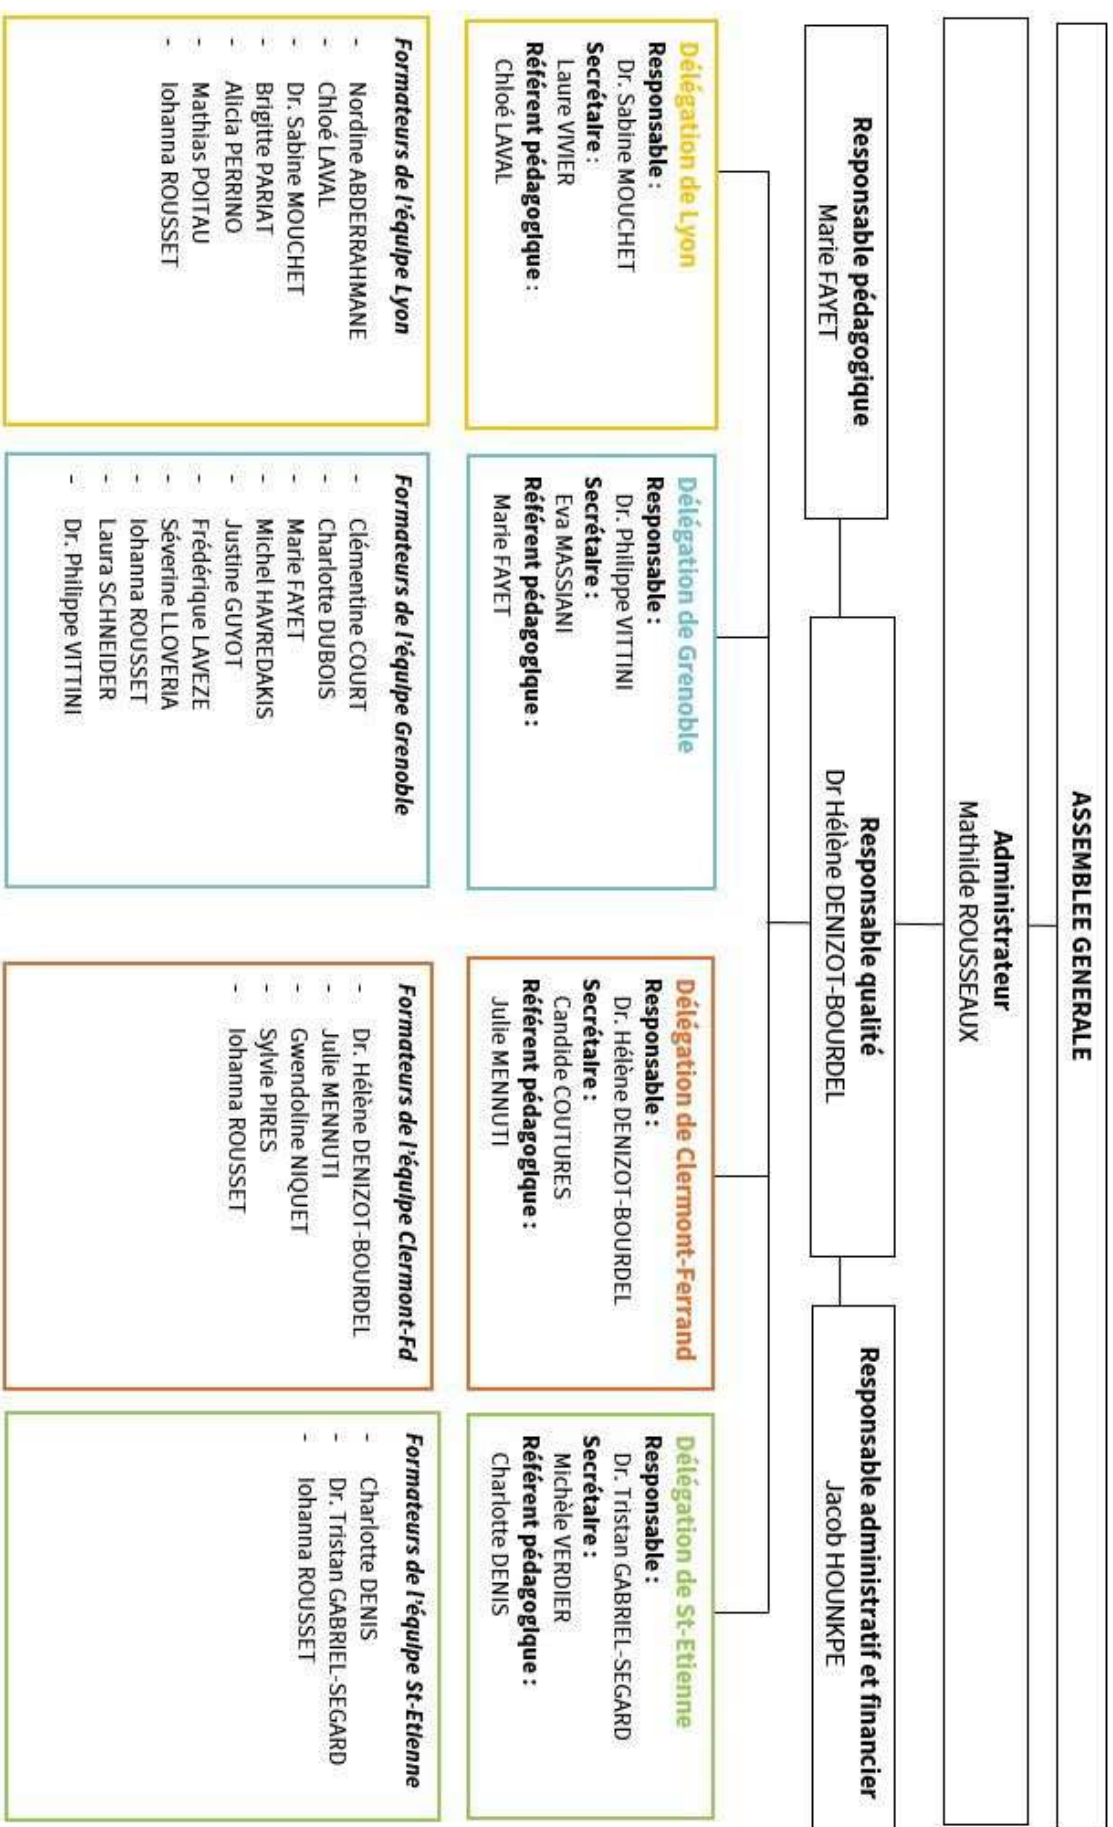 ASSEMBLEE GENERALE
Administrateur
Mathilde ROUSSEAUX
Responsable pédagogique
Marie FAYET
Responsable qualité
Dr Hélène DENIZOT-BOURDEL
Responsable administratif et financier
Jacob HOUNKPE
Délégation de Lyon
Responsable :
Dr. Sabine MOUCHET
Secrétaire :
Laure VIVIER
Référent pédagogique :
Chloé LAVAL
Délégation de Grenoble
Responsable :
Dr. Philippe VITTINI
Secrétaire :
Eva MASSIANI
Référent pédagogique :
Marie FAYET
Délégation de Clermont-Ferrand
Responsable :
Dr. Hélène DENIZOT-BOURDEL
Secrétaire :
Candide COUTURES
Référent pédagogique :
Julie MENNUTI
Délégation de St-Etienne
Responsable :
Dr. Tristan GABRIEL-SEGARD
Secrétaire :
Michèle VERDIER
Référent pédagogique :
Charlotte DENIS
Formateurs de l'équipe Lyon
- Nordine ABDERRAHMANE
- Chloé LAVAL
- Dr. Sabine MOUCHET
- Brigitte PARIAT
- Alicia PERRINO
- Mathias POITAU
- Iohanna ROUSSET
Formateurs de l'équipe Grenoble
- Clémentine COURT
- Charlotte DUBOIS
- Marie FAYET
- Michel HAVREDAKIS
- Justine GUYOT
- Frédérique LAVEZE
- Séverine LLOVERIA
- Iohanna ROUSSET
- Laura SCHNEIDER
- Dr. Philippe VITTINI
Formateurs de l'équipe Clermont-Fd
- Dr. Hélène DENIZOT-BOURDEL
- Julie MENNUTI
- Gwendoline NIQUET
- Sylvie PIRES
- Iohanna ROUSSET
Formateurs de l'équipe St-Etienne
- Charlotte DENIS
- Dr. Tristan GABRIEL-SEGARD
- Iohanna ROUSSET